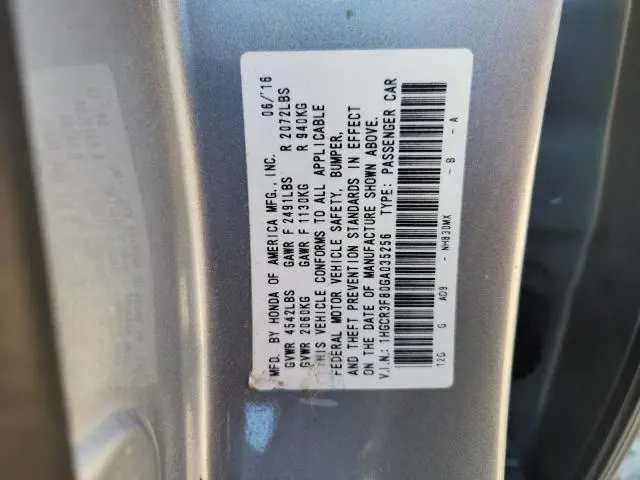 MFD. BY HONDA OF AMERICA MFG., INC. 06/'16
GVWR 4542LBS GAWR F 2491LBS R 2072LBS
GVWR 2060KG GAWR F 1130KG R 940KG
THIS VEHICLE CONFORMS TO ALL APPLICABLE
FEDERAL MOTOR VEHICLE SAFETY, BUMPER,
AND THEFT PREVENTION STANDARDS IN EFFECT
ON THE DATE OF MANUFACTURE SHOWN ABOVE.
V.I.N.: 1HGCR3F80GA035256 TYPE: PASSENGER CAR
T2G G AD9 - NH830MX - B - A